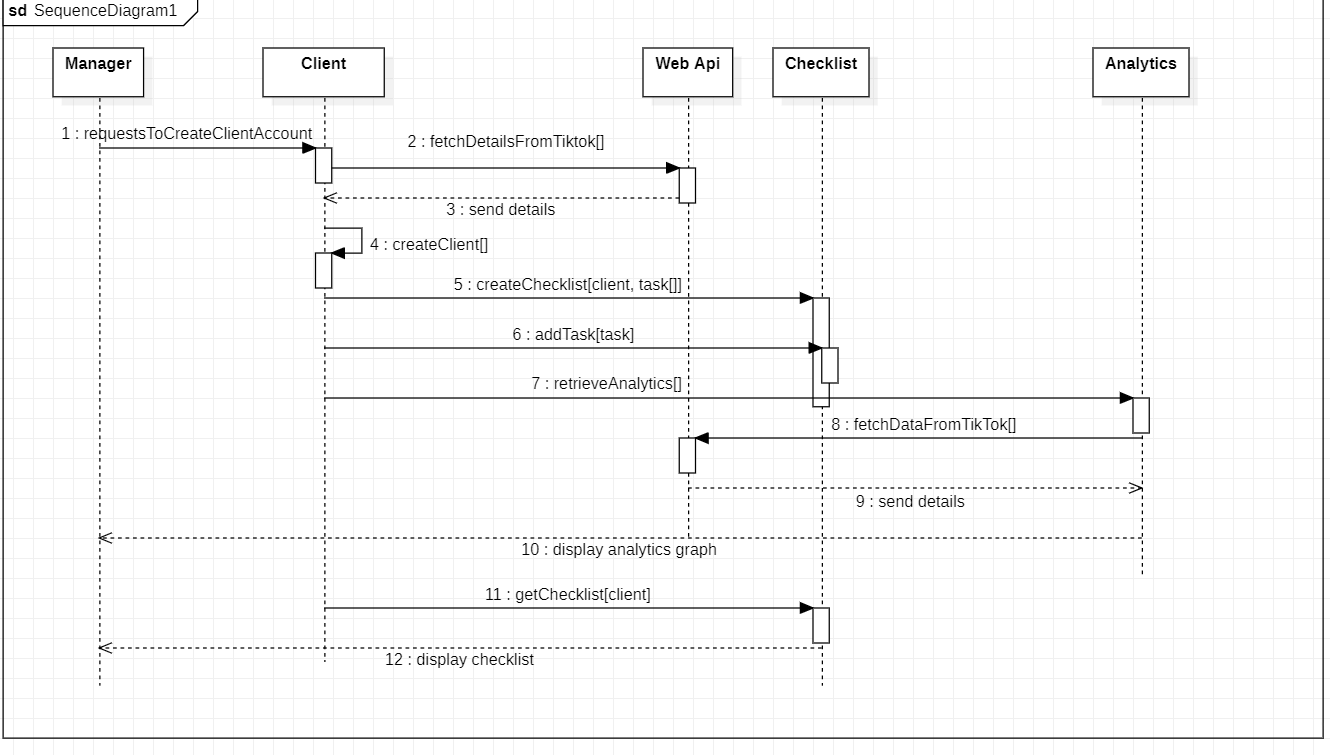 sd SequenceDiagram1
Manager
Client
Web Api
Checklist
Analytics
1 : requestsToCreateClientAccount
2 : fetchDetailsFromTiktok[]
3 : send details
4 : createClient[]
5 : createChecklist[client, task[]]
6 : addTask[task]
7 : retrieveAnalytics[]
8 : fetchDataFromTikTok[]
9 : send details
10 : display analytics graph
11 : getChecklist[client]
12 : display checklist